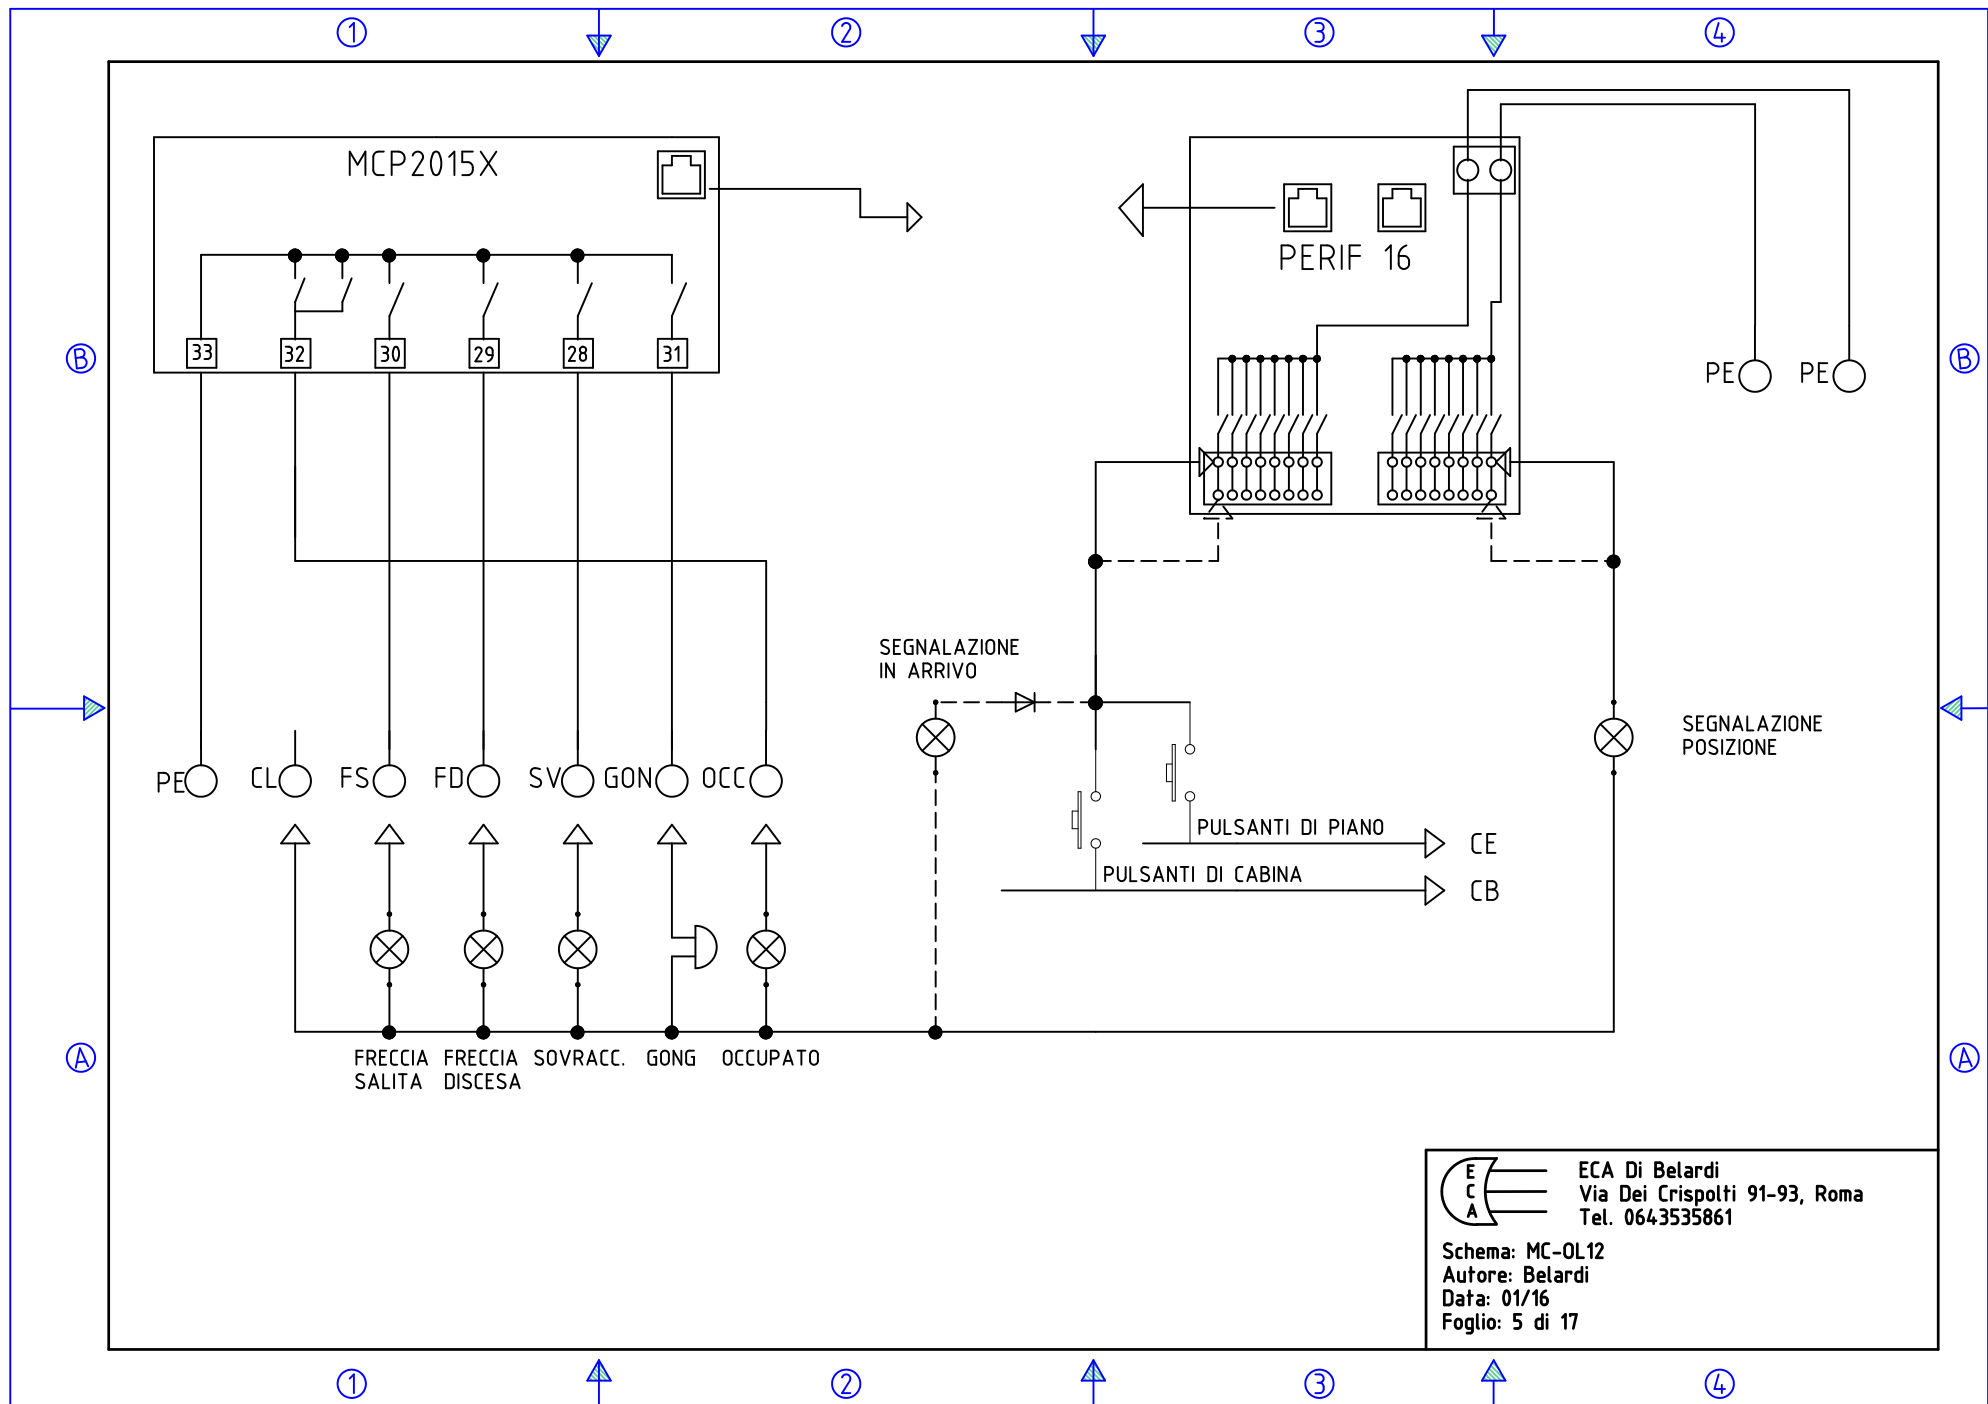 1 2 3 4
MCP2015X
PERIF 16
33 32 30 29 28 31
B B
PE PE
SEGNALAZIONE
IN ARRIVO
SEGNALAZIONE
POSIZIONE
PE CL FS FD SV GON OCC
PULSANTI DI PIANO CE
PULSANTI DI CABINA CB
FRECCIA
SALITA
FRECCIA
DISCESA
SOVRACC.
GONG
OCCUPATO
A A
E
C
A
ECA Di Belardi
Via Dei Crispolti 91-93, Roma
Tel. 0643535861
Schema: MC-OL12
Autore: Belardi
Data: 01/16
Foglio: 5 di 17
1 2 3 4